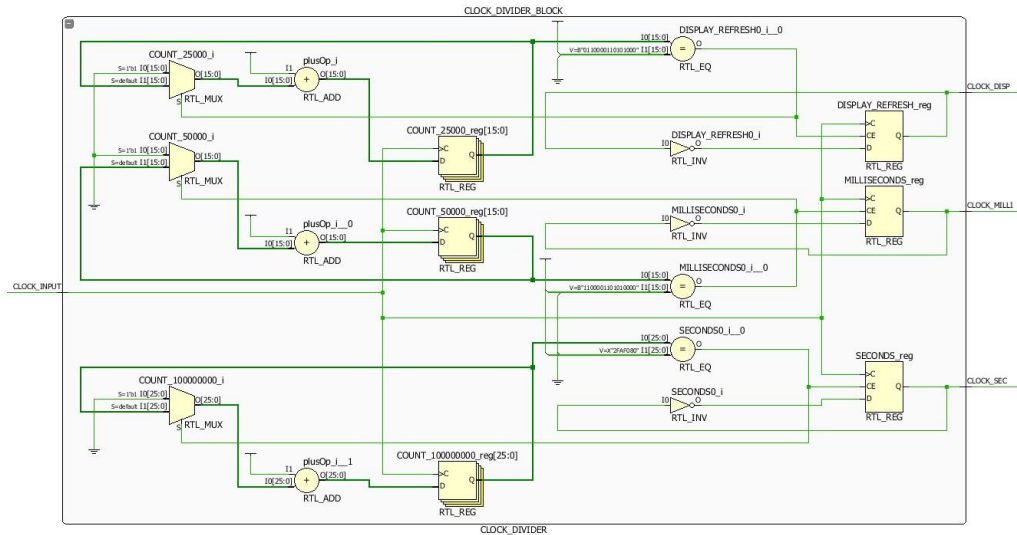 CLOCK_DIVIDER_BLOCK
DISPLAY_REFRESH0_i__0
I0[15:0]
V=B"0110000110101000" I1[15:0]
O
RTL_EQ
COUNT_25000_i
S=1'b1 I0[15:0]
S=default I1[15:0]
O[15:0]
S
RTL_MUX
plusOp_i
I1
I0[15:0]
O[15:0]
RTL_ADD
CLOCK_DISP
DISPLAY_REFRESH_reg
C
CE
D
Q
RTL_REG
DISPLAY_REFRESH0_i
I0
O
RTL_INV
COUNT_25000_reg[15:0]
C
D
Q
RTL_REG
COUNT_50000_i
S=1'b1 I0[15:0]
S=default I1[15:0]
O[15:0]
S
RTL_MUX
MILLISECONDS_reg
C
CE
D
Q
RTL_REG
CLOCK_MILLI
MILLISECONDS0_i
I0
O
RTL_INV
COUNT_50000_reg[15:0]
C
D
Q
RTL_REG
plusOp_i__0
I1
I0[15:0]
O[15:0]
RTL_ADD
MILLISECONDS0_i__0
I0[15:0]
V=B"1100001101010000" I1[15:0]
O
RTL_EQ
CLOCK_INPUT
SECONDS0_i__0
I0[25:0]
V=X"2FAF080" I1[25:0]
O
RTL_EQ
SECONDS_reg
C
CE
D
Q
RTL_REG
CLOCK_SEC
SECONDS0_i
I0
O
RTL_INV
COUNT_100000000_i
S=1'b1 I0[25:0]
S=default I1[25:0]
O[25:0]
S
RTL_MUX
plusOp_i__1
I1
I0[25:0]
O[25:0]
RTL_ADD
COUNT_100000000_reg[25:0]
C
D
Q
RTL_REG
CLOCK_DIVIDER